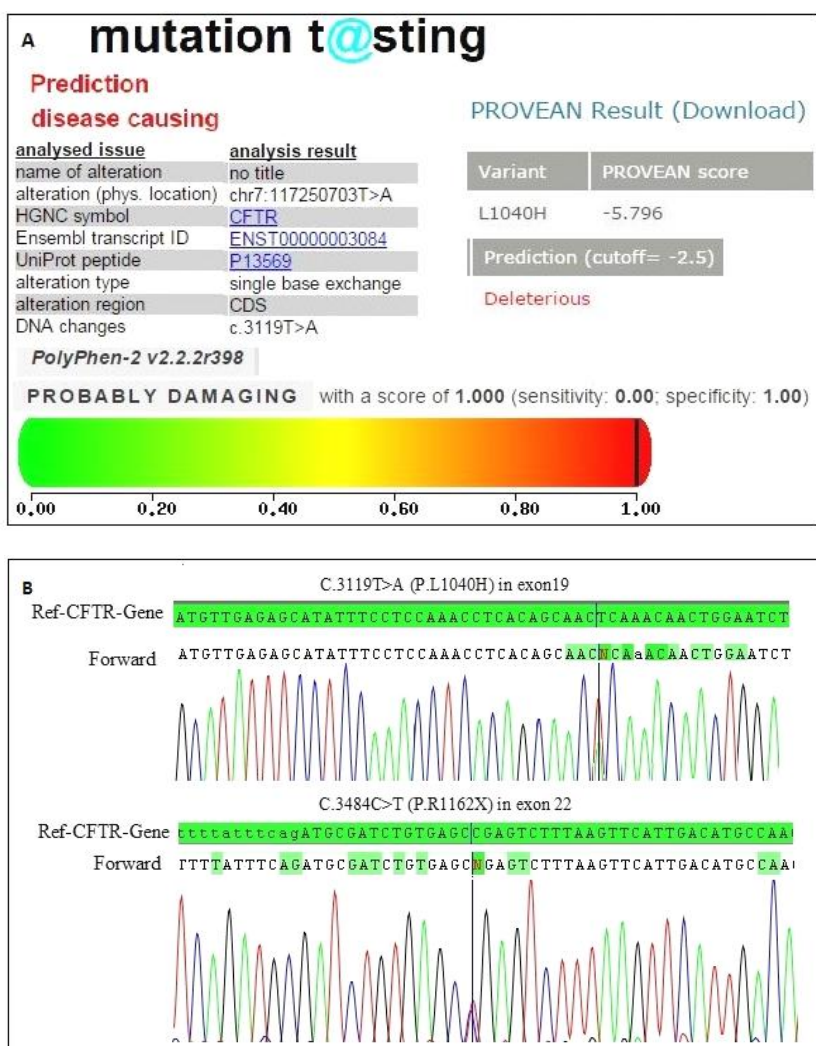 A mutation t@sting
Prediction
disease causing
analysed issue analysis result
name of alteration no title
alteration (phys. location) chr7:117250703T>A
HGNC symbol CFTR
Ensembl transcript ID ENST00000003084
UniProt peptide P13569
alteration type single base exchange
alteration region CDS
DNA changes c.3119T>A
PROVEAN Result (Download)
Variant PROVEAN score
L1040H -5.796
Prediction (cutoff= -2.5)
Deleterious
PolyPhen-2 v2.2.2r398
PROBABLY DAMAGING with a score of 1.000 (sensitivity: 0.00; specificity: 1.00)
0.00 0.20 0.40 0.60 0.80 1.00
B
C.3119T>A (P.L1040H) in exon19
Ref-CFTR-Gene ATGTTGAGAGCATATTTCCTCCAAACCTCACAGCAACTCAAACAACTGGAATCT
Forward ATGTTGAGAGCATATTTCCTCCAAACCTCACAGCAACNCAaACAACTGGAATCT
C.3484C>T (P.R1162X) in exon 22
Ref-CFTR-Gene ttttatttcagATGCGATCTGTGAGCCGAGTCTTTAAGTTCATTGACATGCCAA
Forward TTTTATTTCAGATGCGATCTGTGAGCNGAGTCTTTAAGTTCATTGACATGCCAA